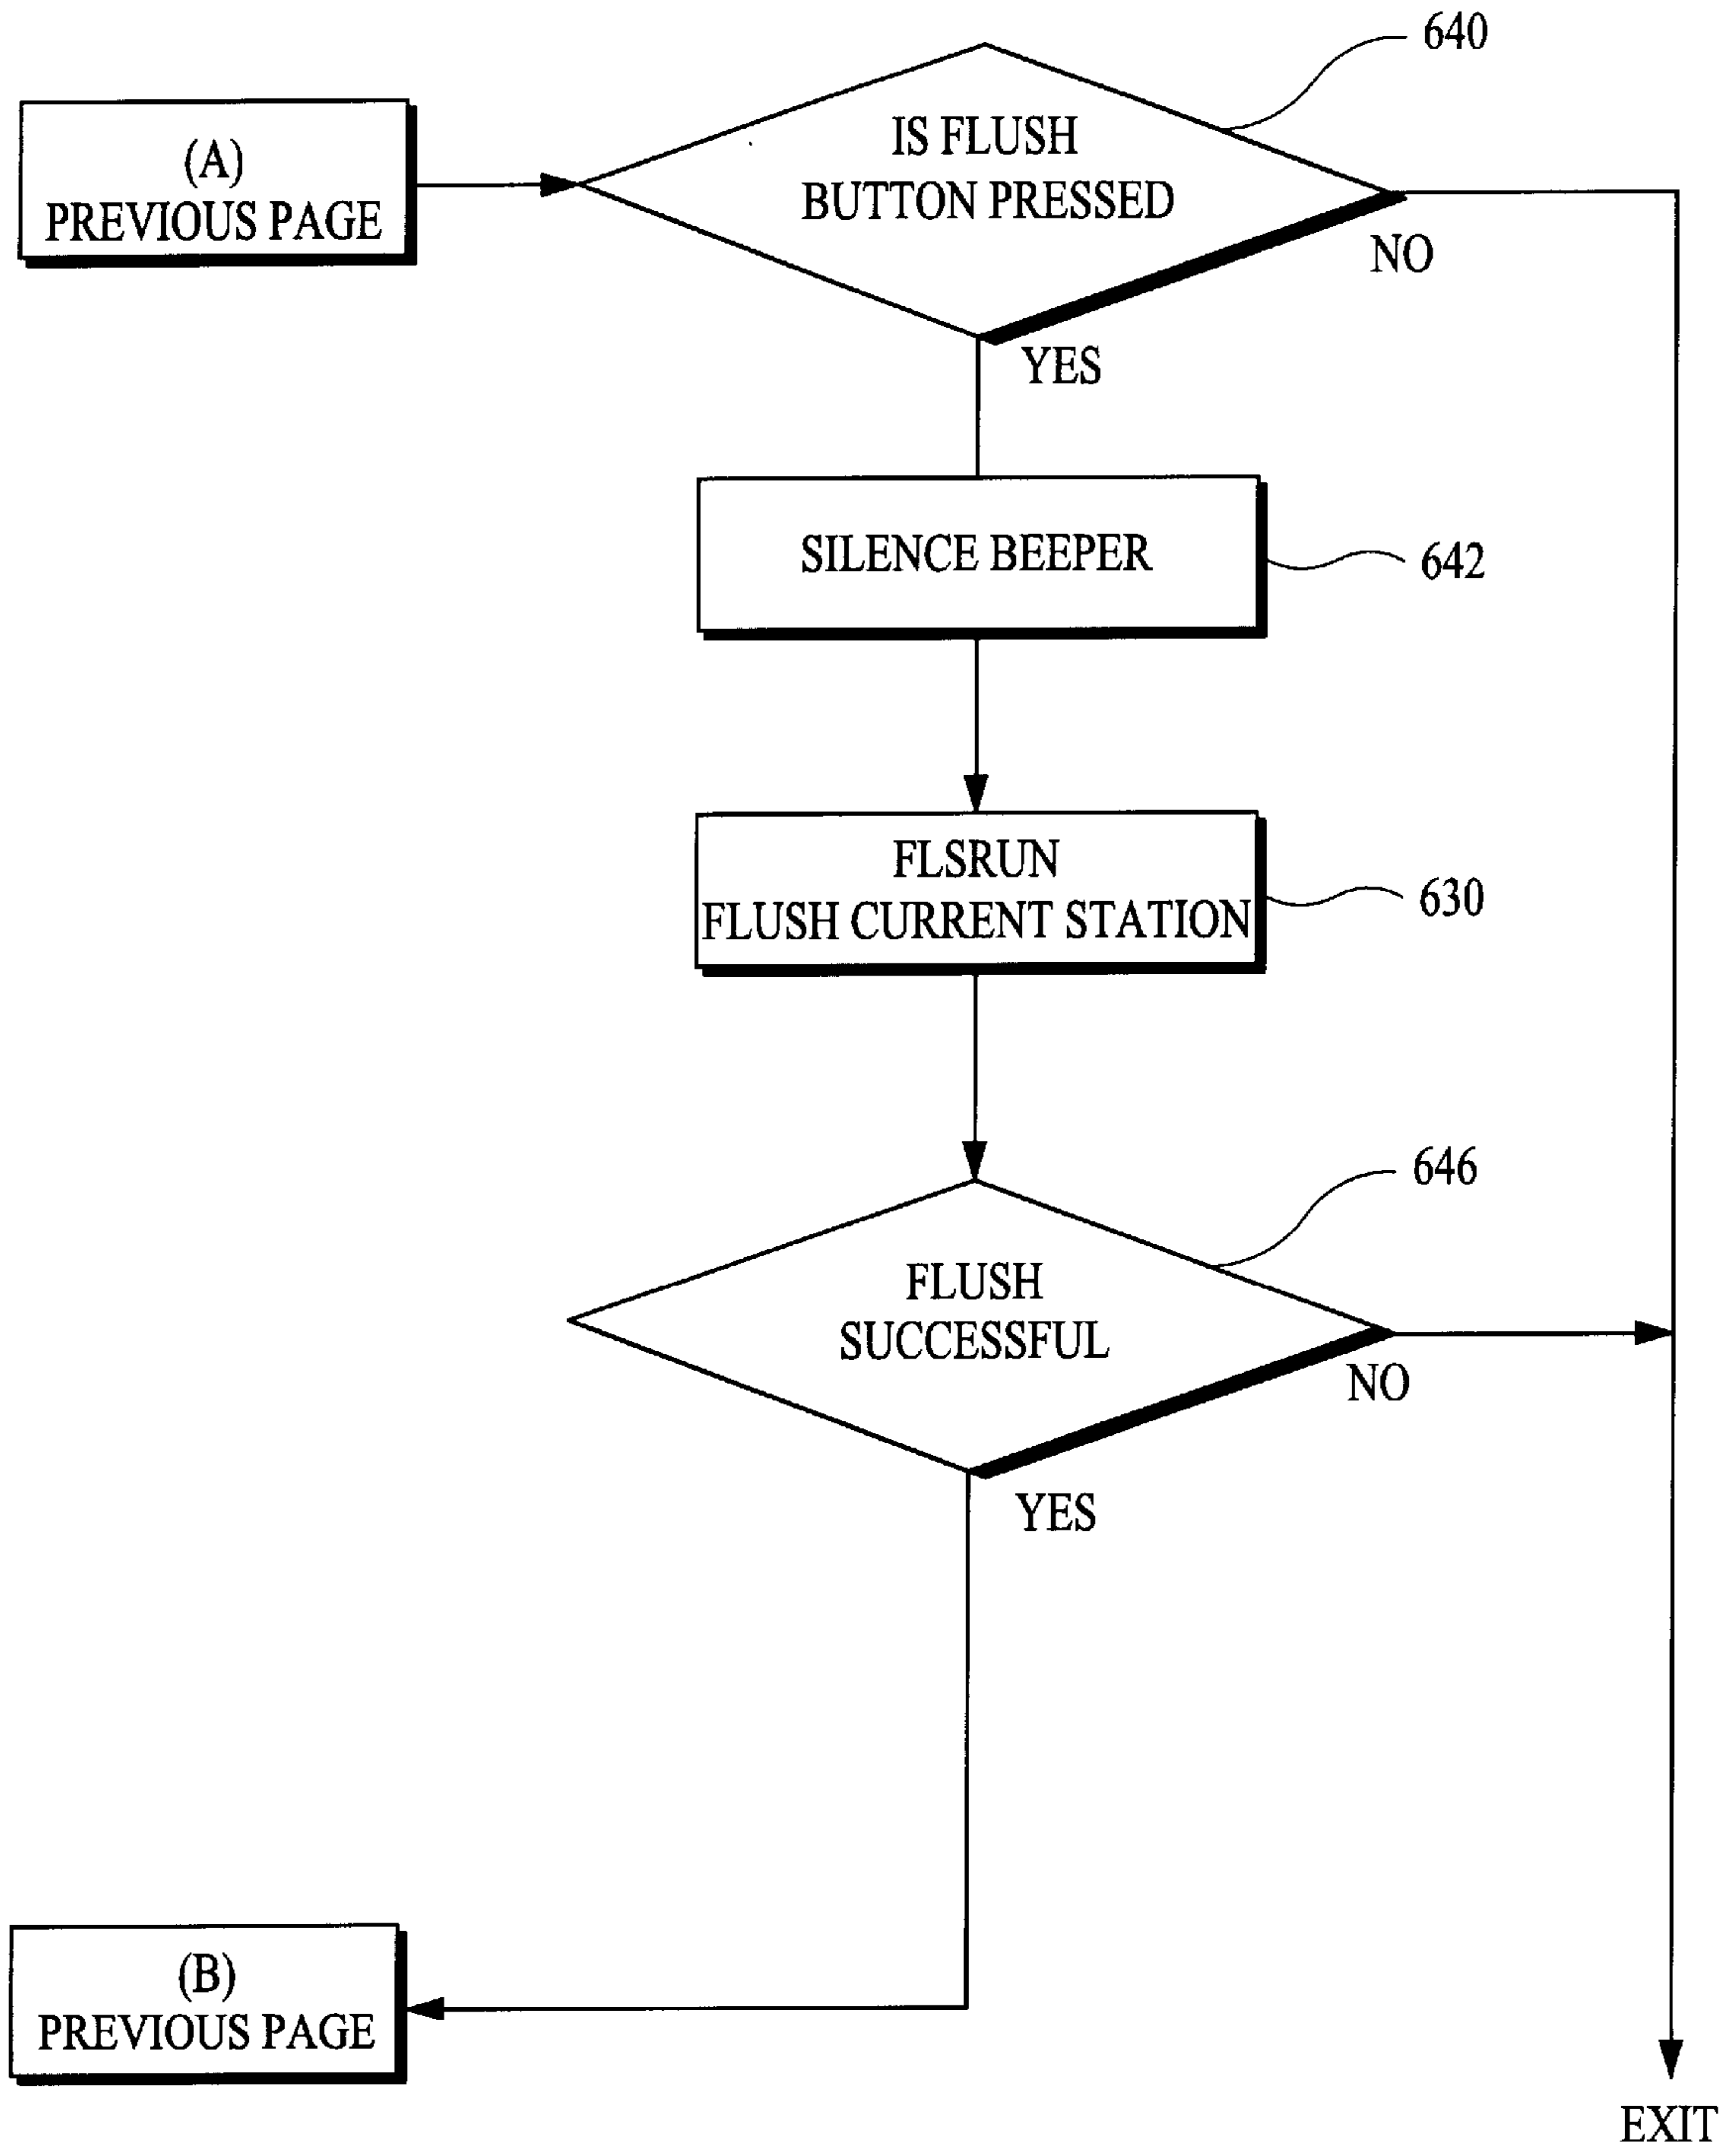 640
(A)
PREVIOUS PAGE
IS FLUSH
BUTTON PRESSED
NO
YES
SILENCE BEEPER
642
FLSRUN
FLUSH CURRENT STATION
630
646
FLUSH
SUCCESSFUL
NO
YES
(B)
PREVIOUS PAGE
EXIT